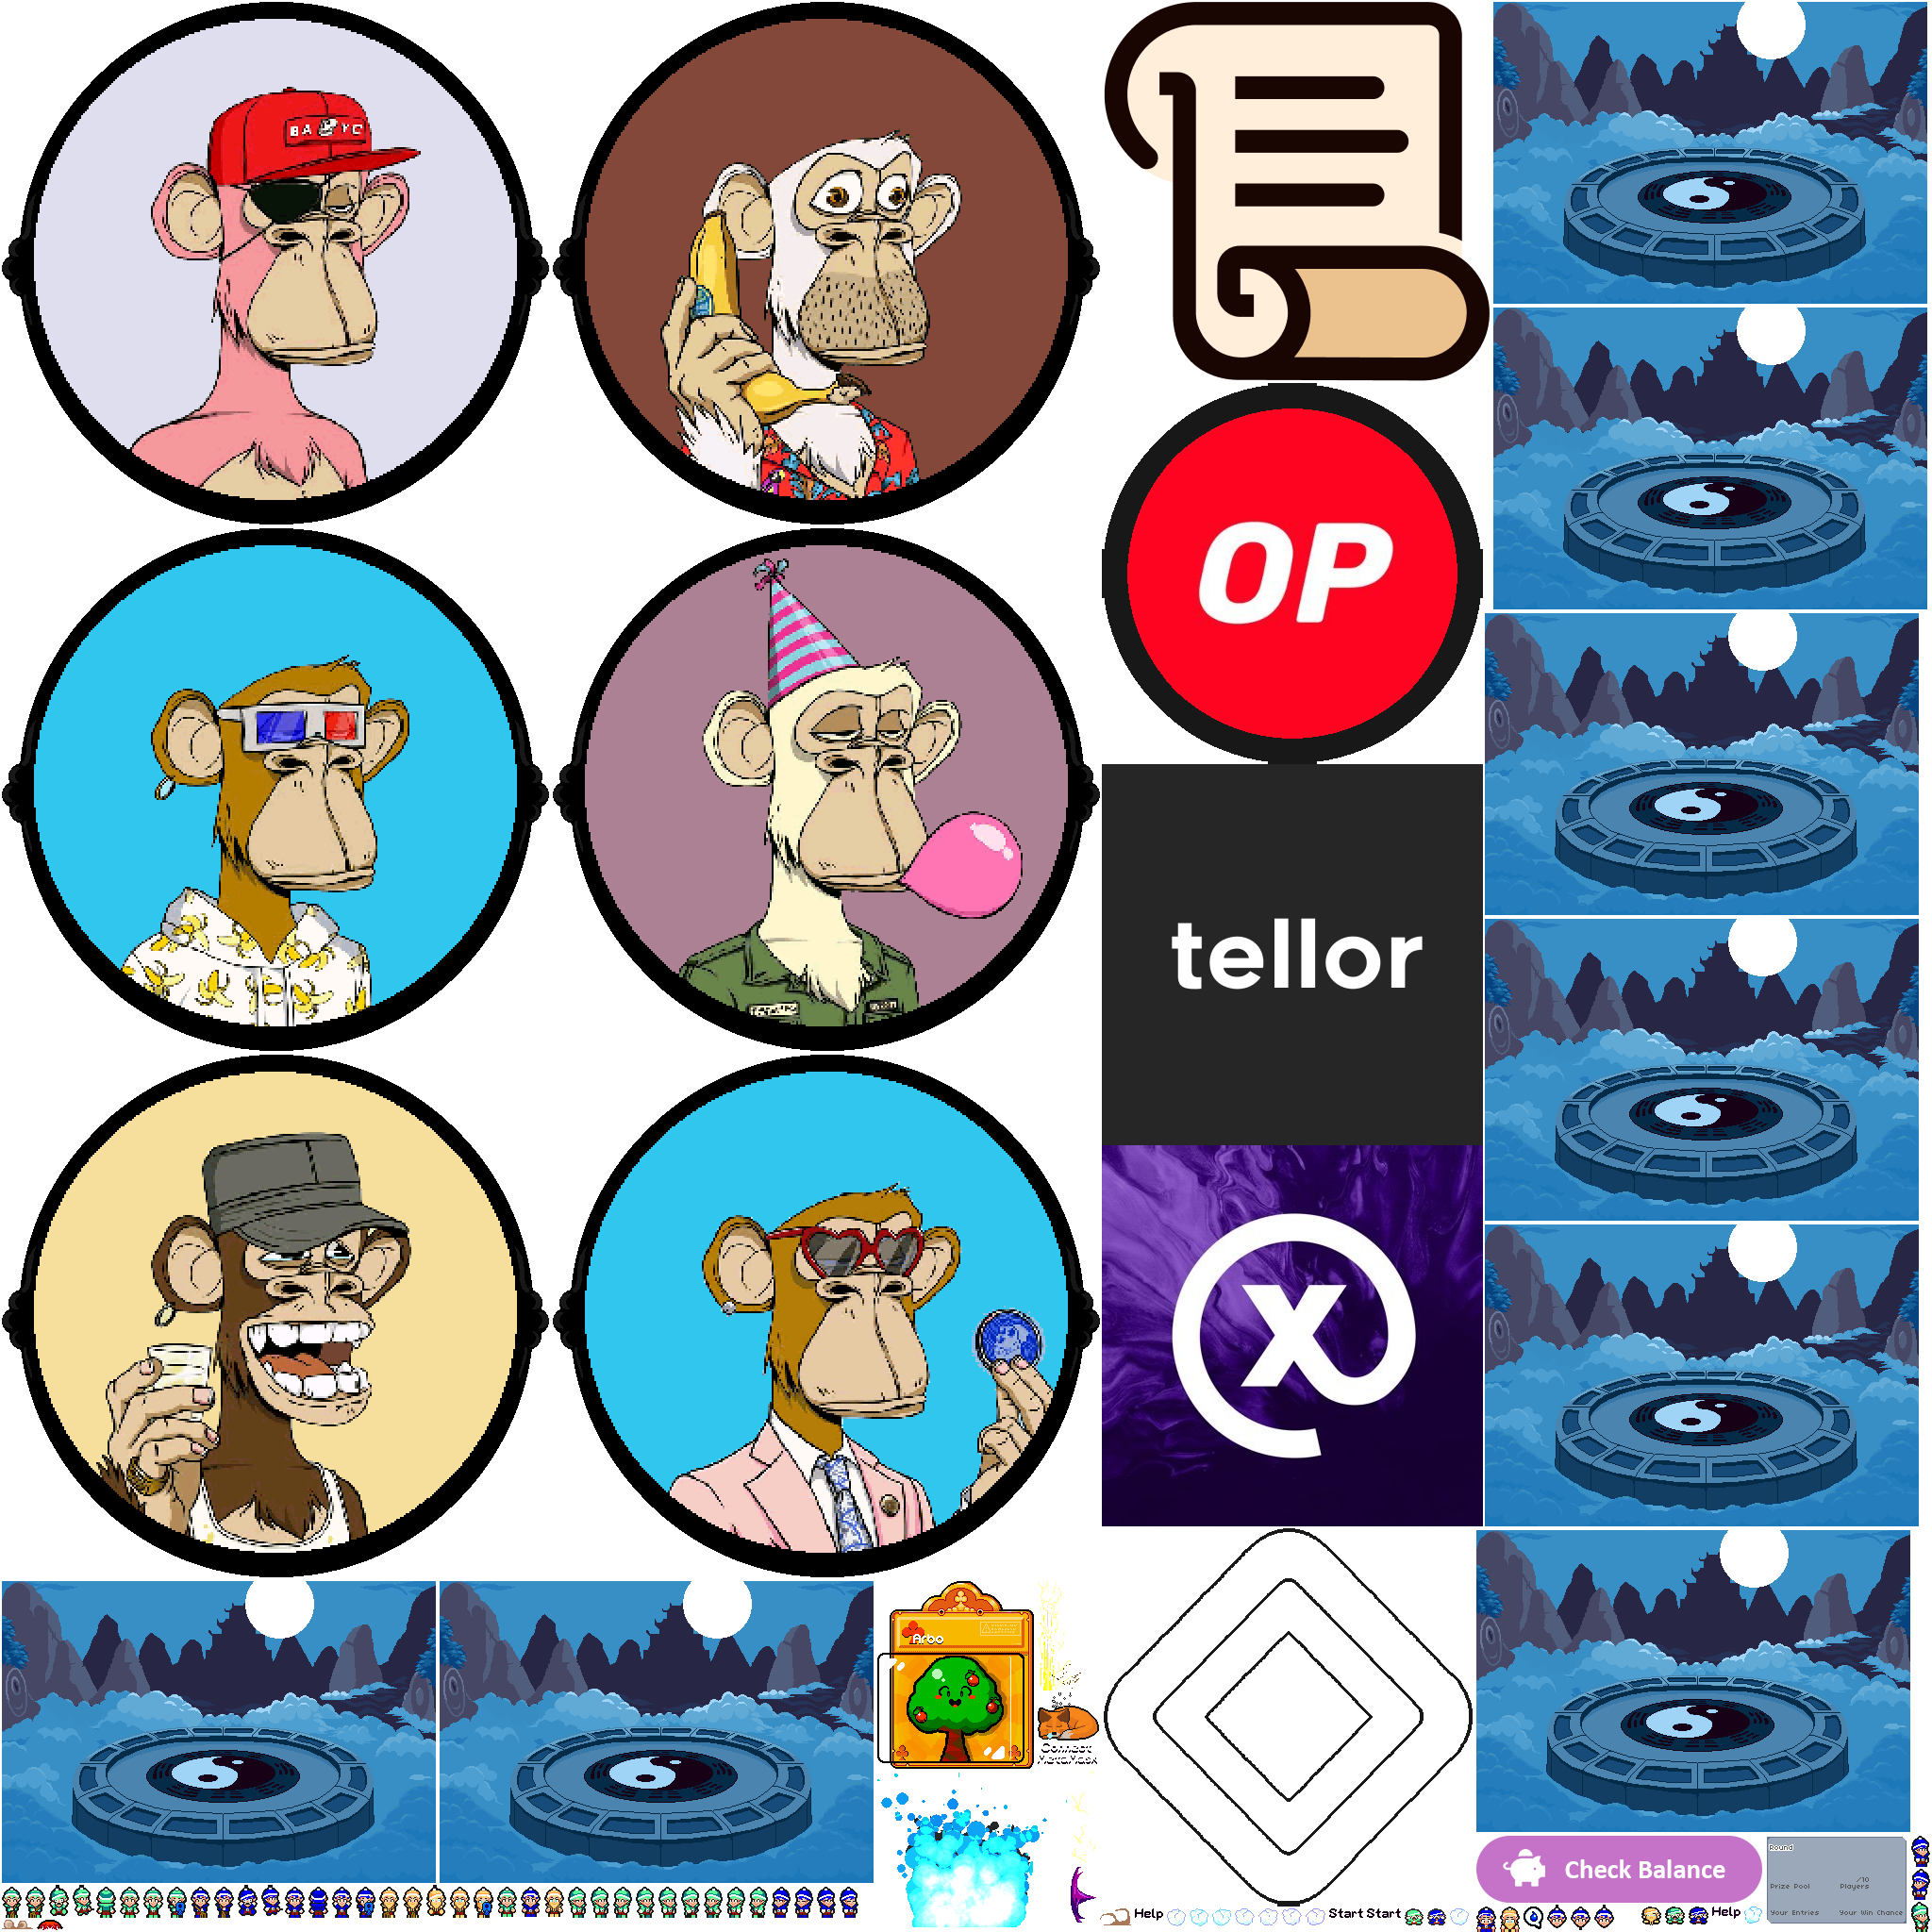 BAYC
OP
tellor
x
Arbo
Connect
MetaMask
Check Balance
Round
/10
Prize Pool
Players
Your Entries
Your Win Chance
Help
Start Start
Help